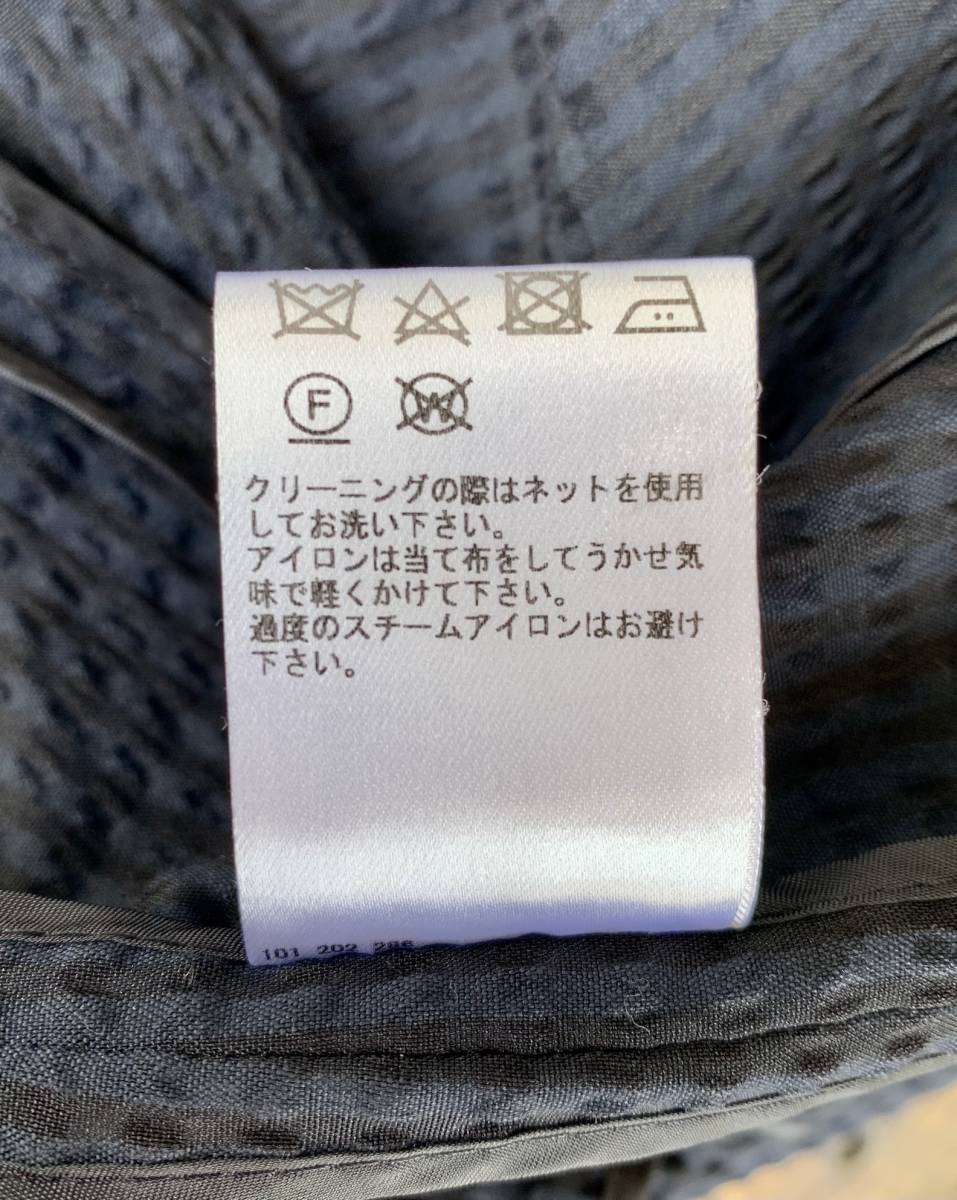 F W
クリーニングの際はネットを使用
してお洗い下さい。
アイロンは当て布をしてうかせ気
味で軽くかけて下さい。
過度のスチームアイロンはお避け
下さい。
101 202 286